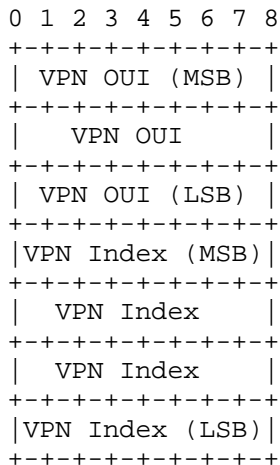 0 1 2 3 4 5 6 7 8
+-+-+-+-+-+-+-+-+
| VPN OUI (MSB) |
+-+-+-+-+-+-+-+-+
|    VPN OUI    |
+-+-+-+-+-+-+-+-+
| VPN OUI (LSB) |
+-+-+-+-+-+-+-+-+
|VPN Index (MSB)|
+-+-+-+-+-+-+-+-+
|   VPN Index   |
+-+-+-+-+-+-+-+-+
|   VPN Index   |
+-+-+-+-+-+-+-+-+
|VPN Index (LSB)|
+-+-+-+-+-+-+-+-+